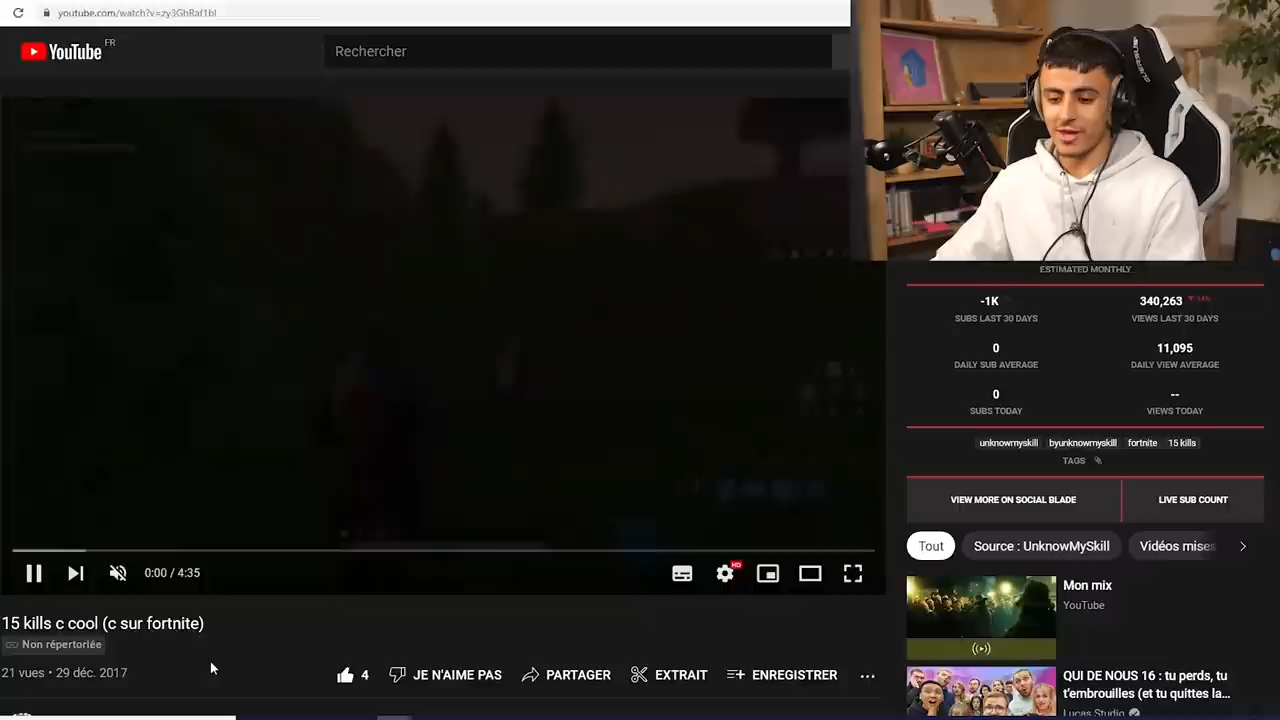 youtube.com/watch?v=zy3GhRaf1bI
YouTube FR
Rechercher
ESTIMATED MONTHLY
-1K
SUBS LAST 30 DAYS
340,263
VIEWS LAST 30 DAYS
0
DAILY SUB AVERAGE
11,095
DAILY VIEW AVERAGE
0
SUBS TODAY
--
VIEWS TODAY
unknowmyskill byunknowmyskill fortnite 15 kills
TAGS
VIEW MORE ON SOCIAL BLADE
LIVE SUB COUNT
Tout
Source : UnknowMySkill
Vidéos mises
HD
0:00 / 4:35
Mon mix
YouTube
15 kills c cool (c sur fortnite)
Non répertoriée
21 vues • 29 déc. 2017
4
JE N'AIME PAS
PARTAGER
EXTRAIT
ENREGISTRER
QUI DE NOUS 16 : tu perds, tu
t'embrouilles (et tu quittes la...
Lucas Studio